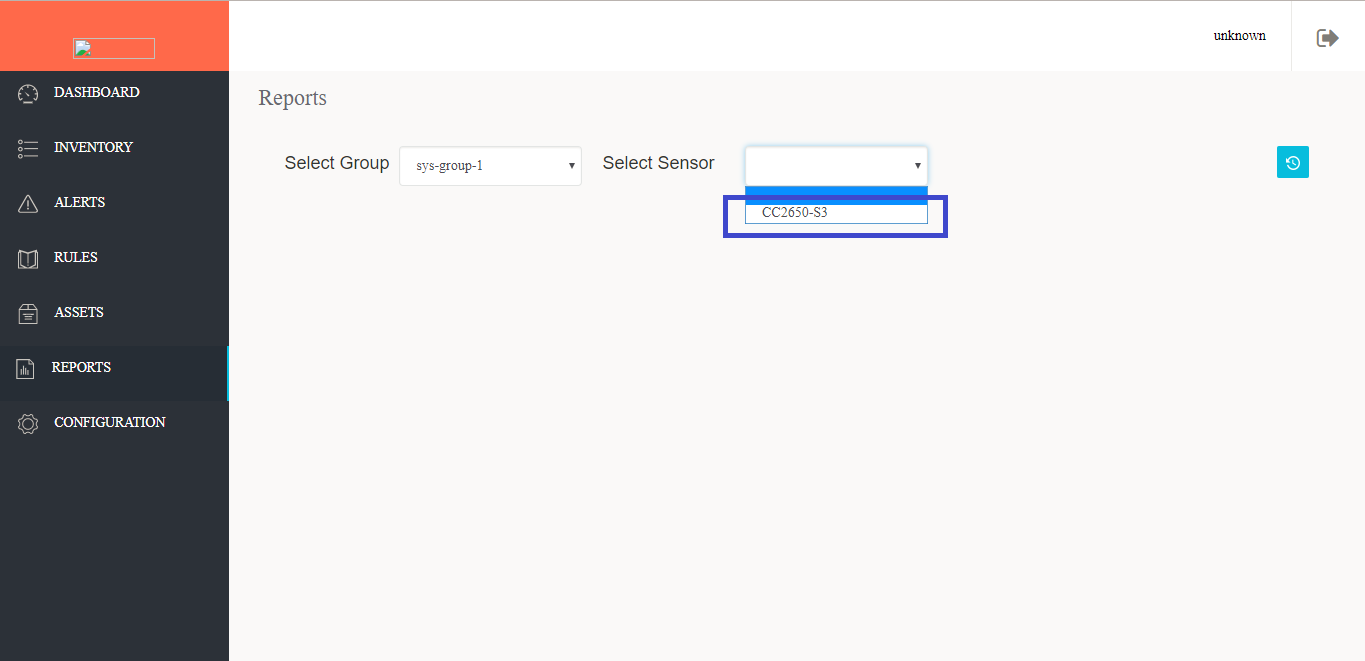 unknown
DASHBOARD
INVENTORY
ALERTS
RULES
ASSETS
REPORTS
CONFIGURATION
Reports
Select Group sys-group-1 Select Sensor
CC2650-S3